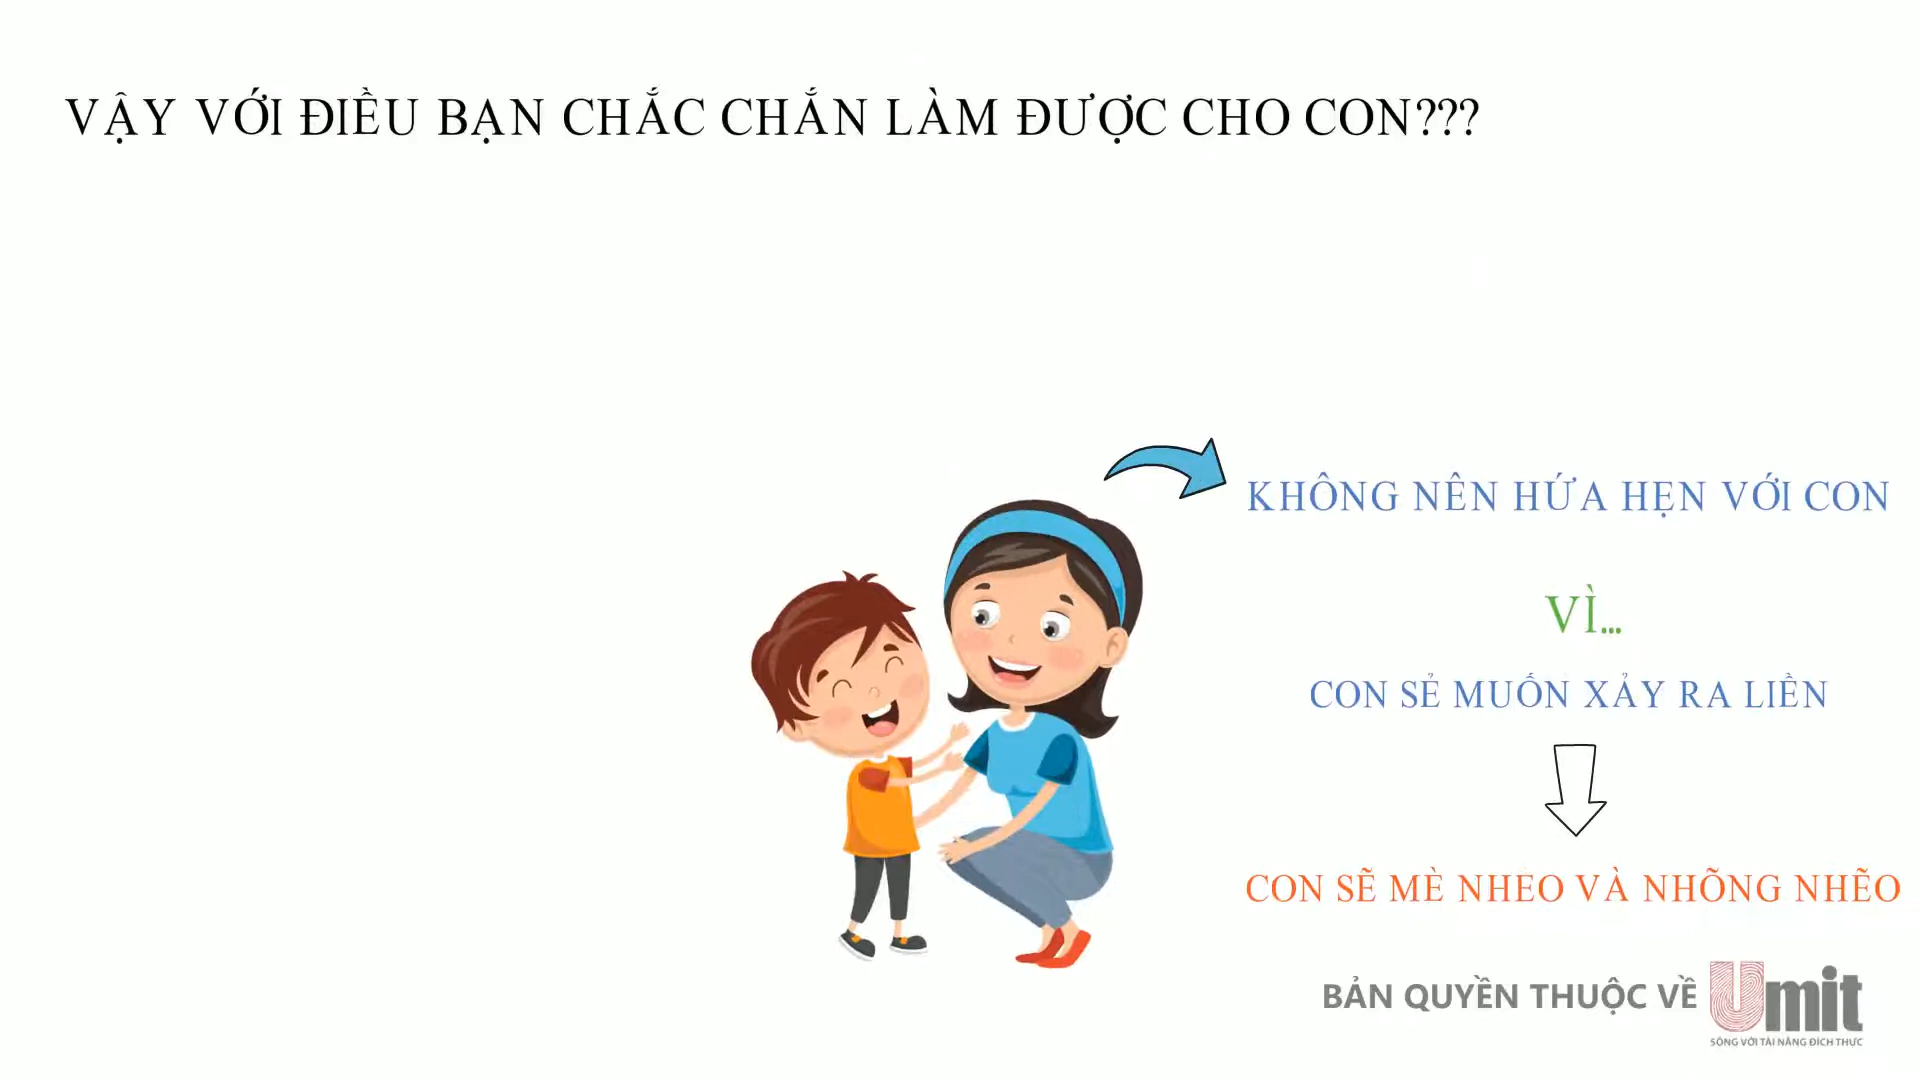 VẬY VỚI ĐIỀU BẠN CHẮC CHẮN LÀM ĐƯỢC CHO CON???
KHÔNG NÊN HỨA HẸN VỚI CON
VÌ...
CON SẺ MUỐN XẢY RA LIỀN
CON SẼ MÈ NHEO VÀ NHÕNG NHẼO
BẢN QUYỀN THUỘC VỀ Umit
SỐNG VỚI TÀI NĂNG ĐÍCH THỰC